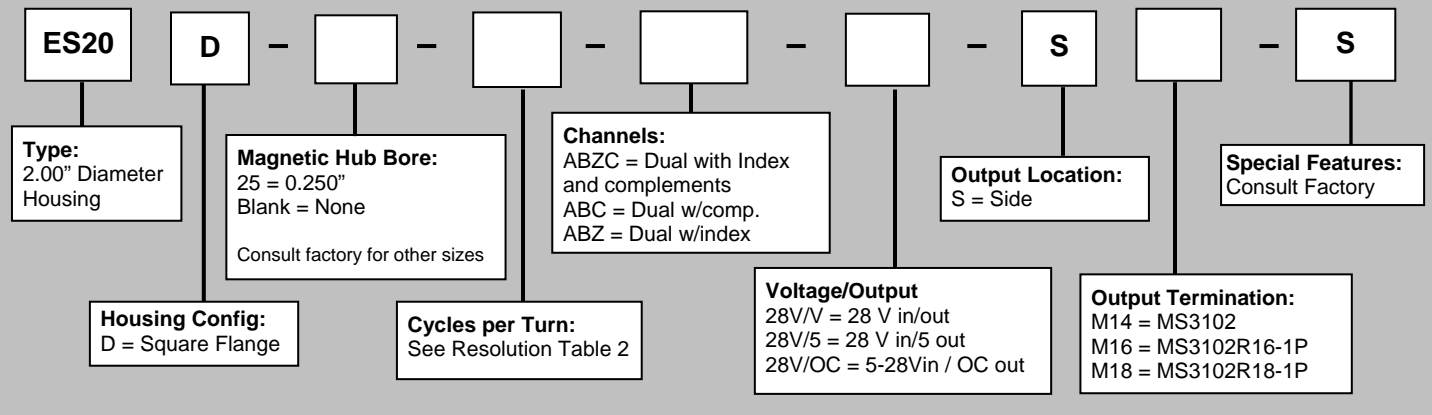 ES20 D – – – – – S – S
Type:
2.00” Diameter
Housing
Magnetic Hub Bore:
25 = 0.250”
Blank = None
Consult factory for other sizes
Channels:
ABZC = Dual with Index
and complements
ABC = Dual w/comp.
ABZ = Dual w/index
Output Location:
S = Side
Special Features:
Consult Factory
Housing Config:
D = Square Flange
Cycles per Turn:
See Resolution Table 2
Voltage/Output
28V/V = 28 V in/out
28V/5 = 28 V in/5 out
28V/OC = 5-28Vin / OC out
Output Termination:
M14 = MS3102
M16 = MS3102R16-1P
M18 = MS3102R18-1P